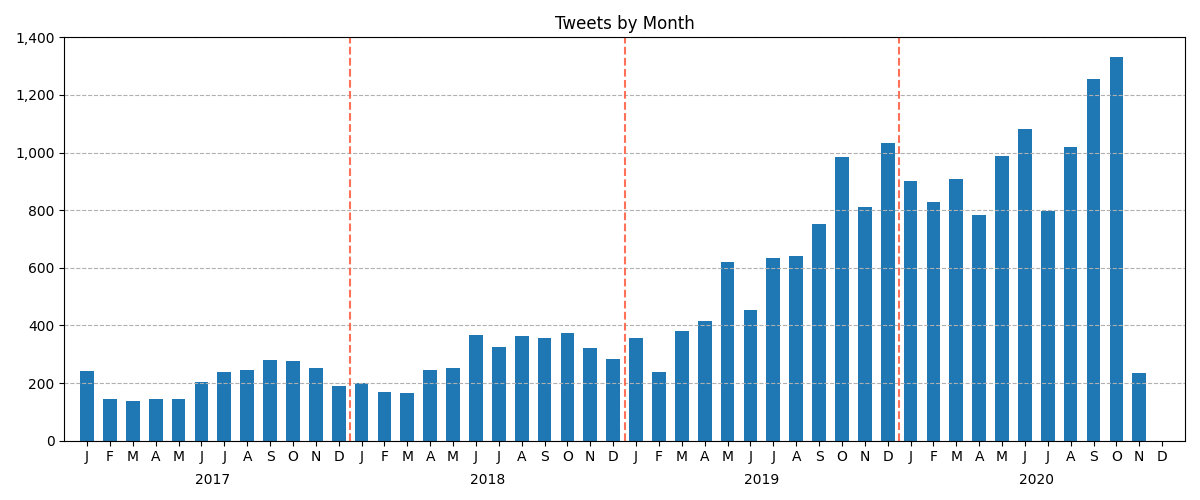 Tweets by Month
1,400
1,200
1,000
800
600
400
200
0
J F M A M J J A S O N D J F M A M J J A S O N D J F M A M J J A S O N D J F M A M J J A S O N D
2017 2018 2019 2020